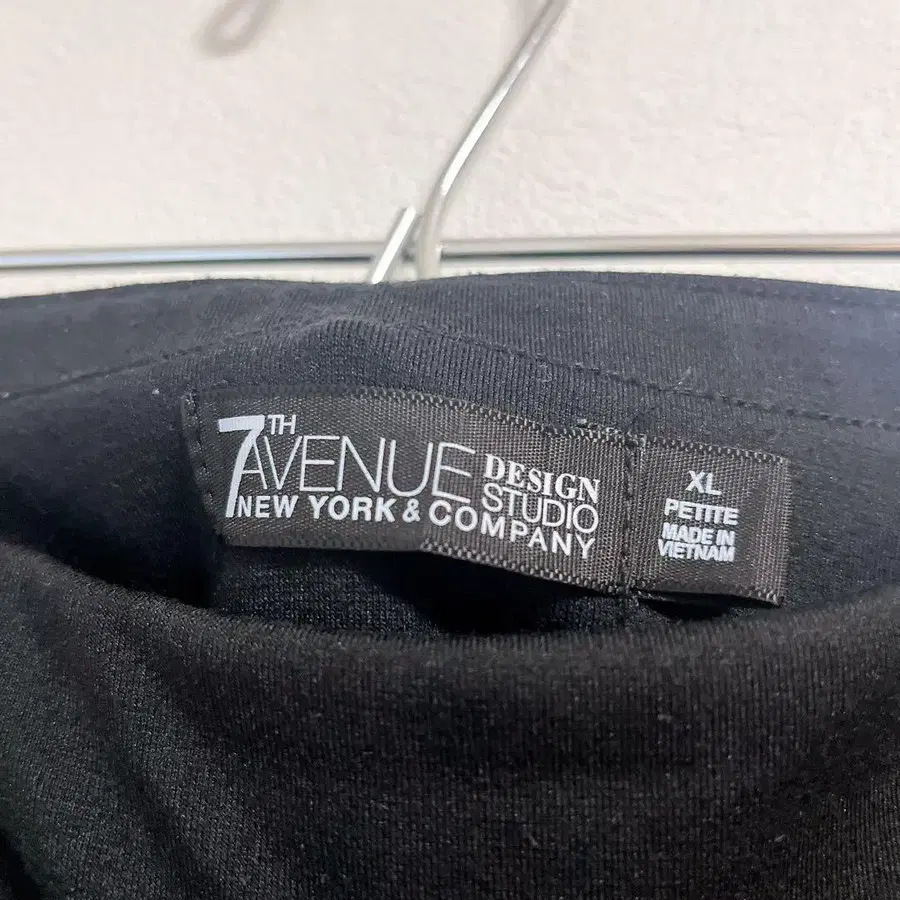 7TH
AVENUE DESIGN STUDIO
NEW YORK & COMPANY
XL
PETITE
MADE IN
VIETNAM